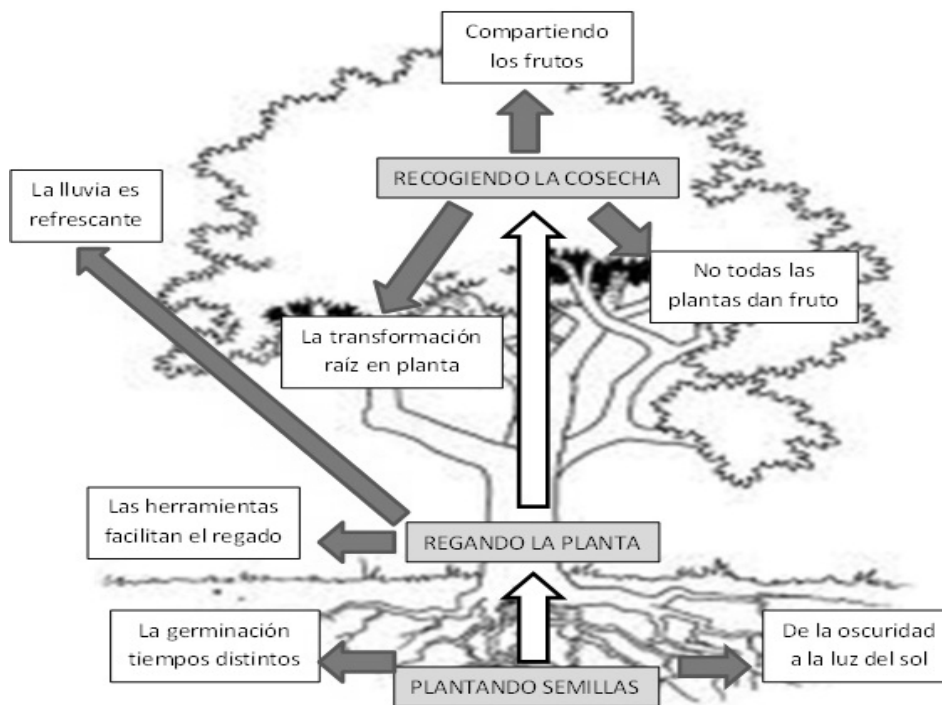 Compartiendo
los frutos
RECOGIENDO LA COSECHA
La lluvia es
refrescante
No todas las
plantas dan fruto
La transformación
raíz en planta
Las herramientas
facilitan el regado
REGANDO LA PLANTA
La germinación
tiempos distintos
De la oscuridad
a la luz del sol
PLANTANDO SEMILLAS